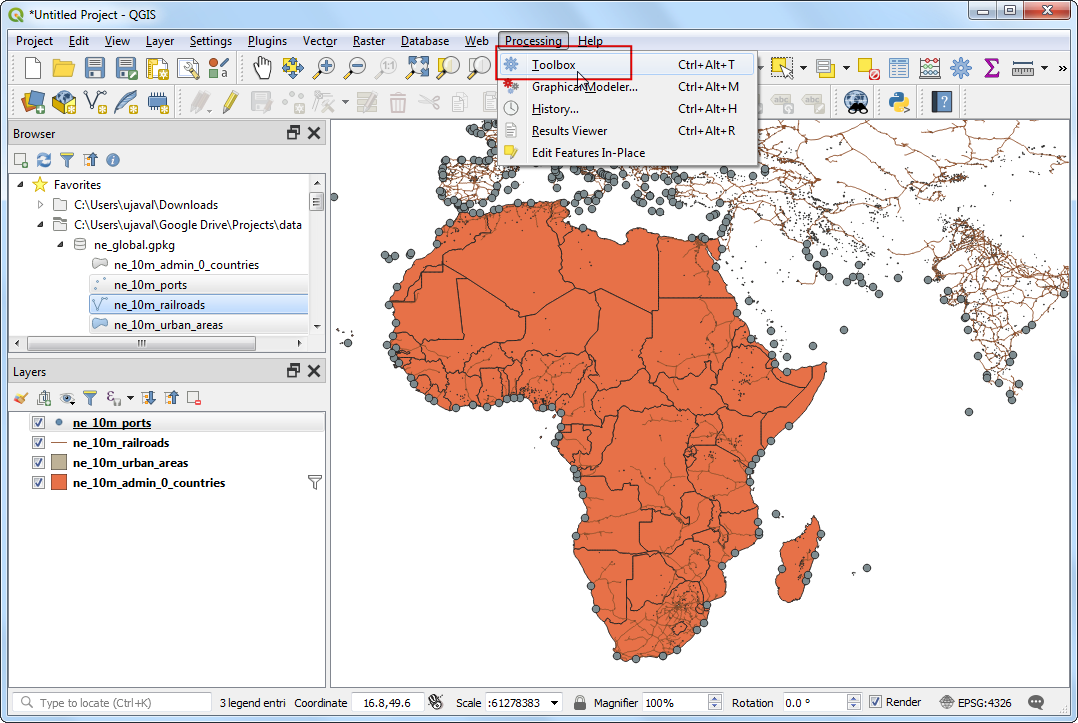 *Untitled Project - QGIS
Project Edit View Layer Settings Plugins Vector Raster Database Web Processing Help
Toolbox Ctrl+Alt+T
Graphical Modeler... Ctrl+Alt+M
History... Ctrl+Alt+H
Results Viewer Ctrl+Alt+R
Edit Features In-Place
Browser
Favorites
C:\Users\ujaval\Downloads
C:\Users\ujaval\Google Drive\Projects\data
ne_global.gpkg
ne_10m_admin_0_countries
ne_10m_ports
ne_10m_railroads
ne_10m_urban_areas
Layers
ne_10m_ports
ne_10m_railroads
ne_10m_urban_areas
ne_10m_admin_0_countries
Type to locate (Ctrl+K) 3 legend entri Coordinate 16.8,49.6 Scale :61278383 Magnifier 100% Rotation 0.0 ° Render EPSG:4326